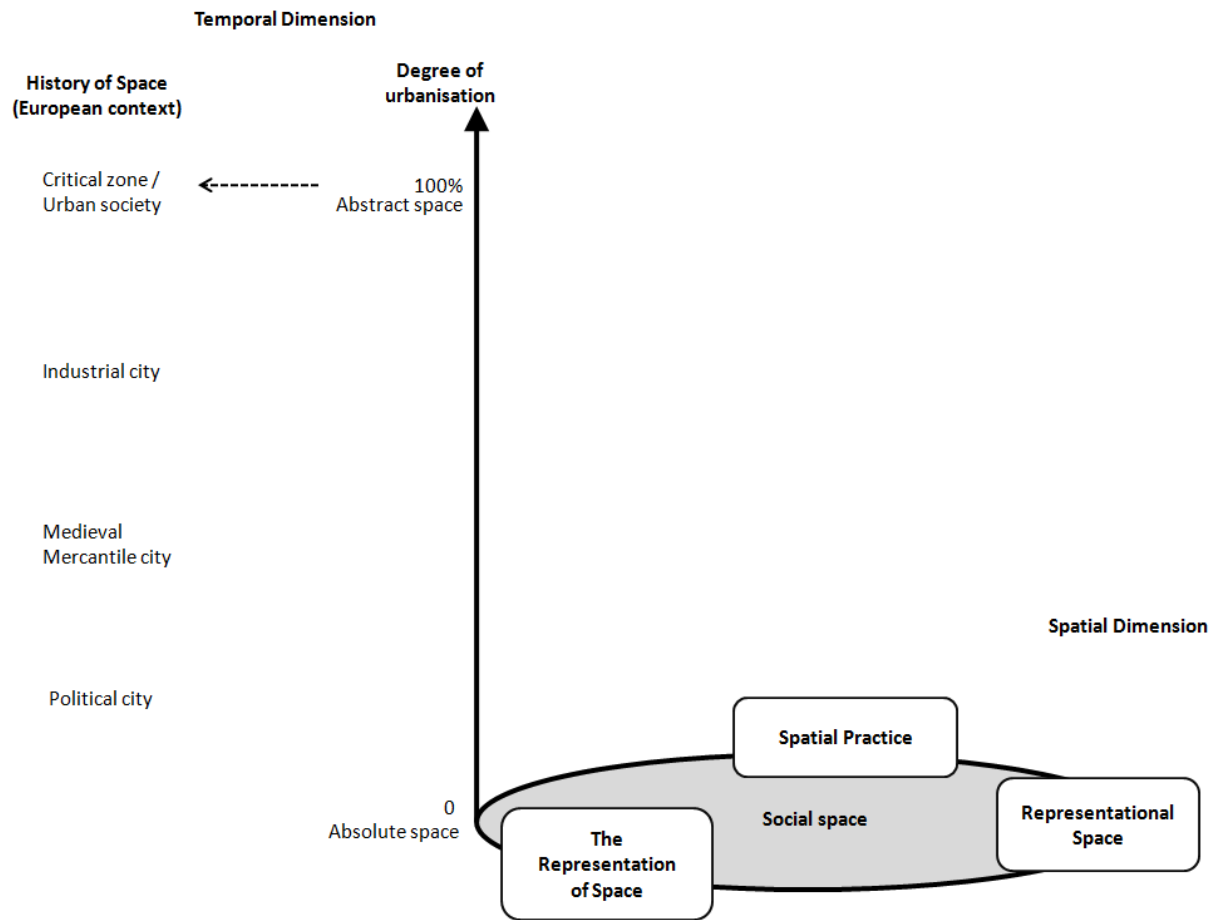 Temporal Dimension
History of Space
(European context)
Degree of
urbanisation
Critical zone /
Urban society
100%
Abstract space
Industrial city
Medieval
Mercantile city
Spatial Dimension
Political city
Spatial Practice
0
Absolute space
Social space
Representational
Space
The
Representation
of Space